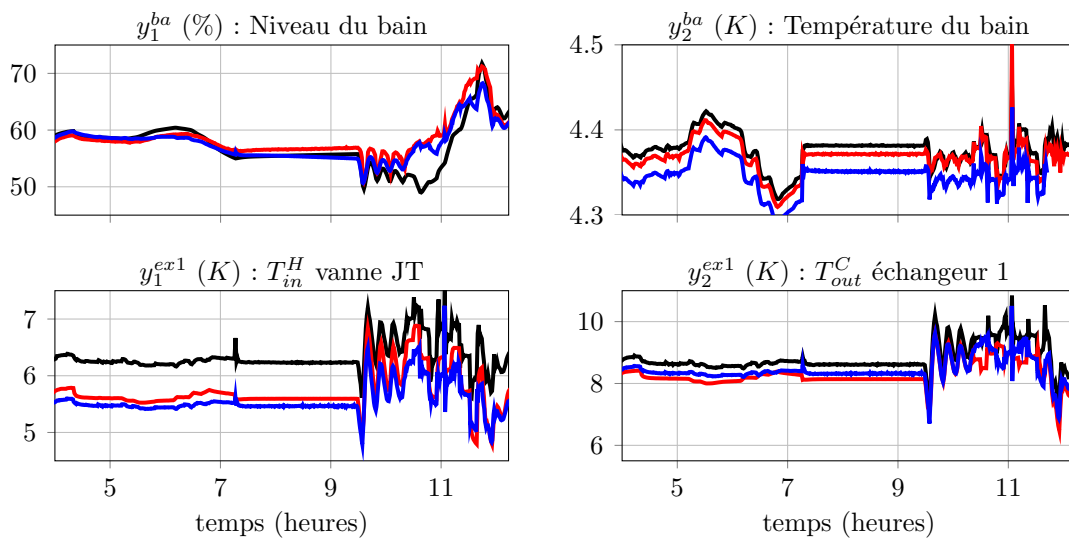 y_1^{ba} (%) : Niveau du bain
70
60
50
y_2^{ba} (K) : Température du bain
4.5
4.4
4.3
y_1^{ex1} (K) : T_{in}^H vanne JT
7
6
5
5 7 9 11
temps (heures)
y_2^{ex1} (K) : T_{out}^C échangeur 1
10
8
6
5 7 9 11
temps (heures)